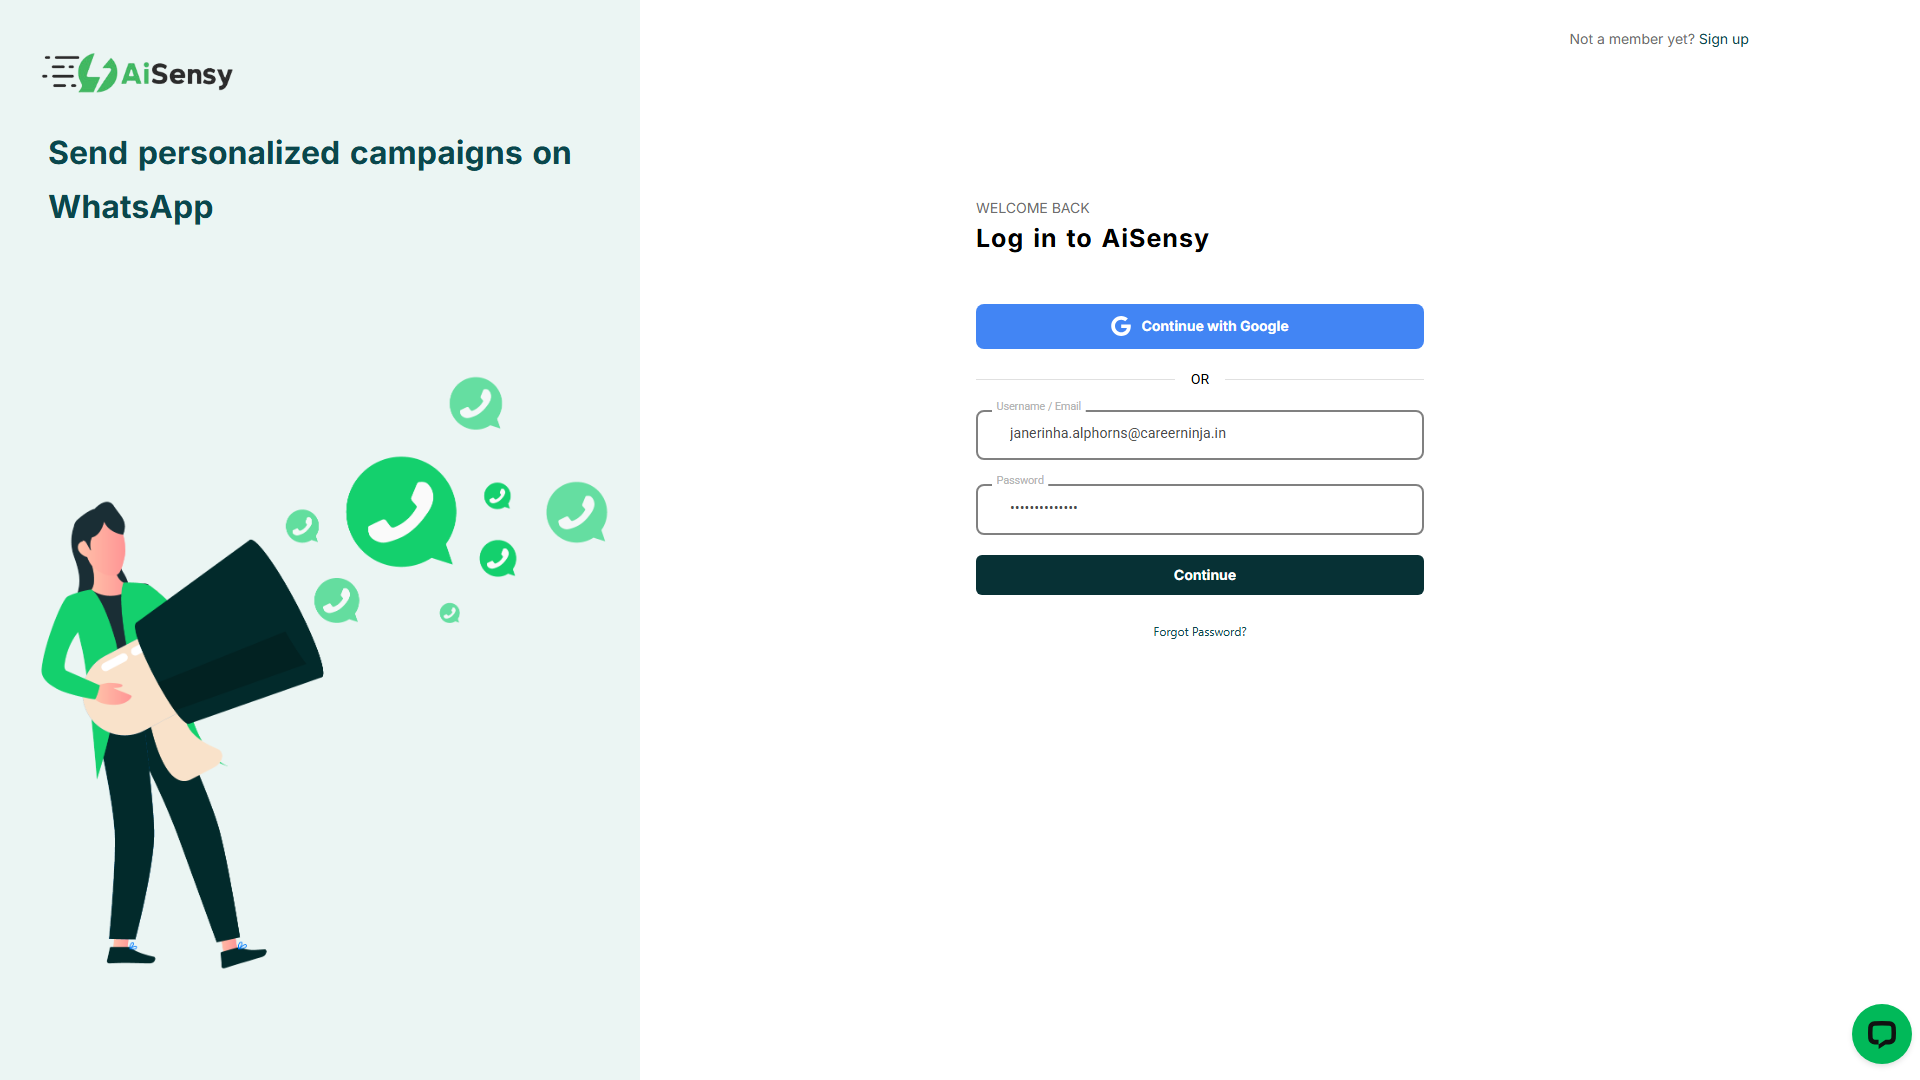 AiSensy
Send personalized campaigns on
WhatsApp
Not a member yet? Sign up
WELCOME BACK
Log in to AiSensy
Continue with Google
OR
Username / Email
janerinha.alphorns@careerninja.in
Password
••••••••••••••
Continue
Forgot Password?